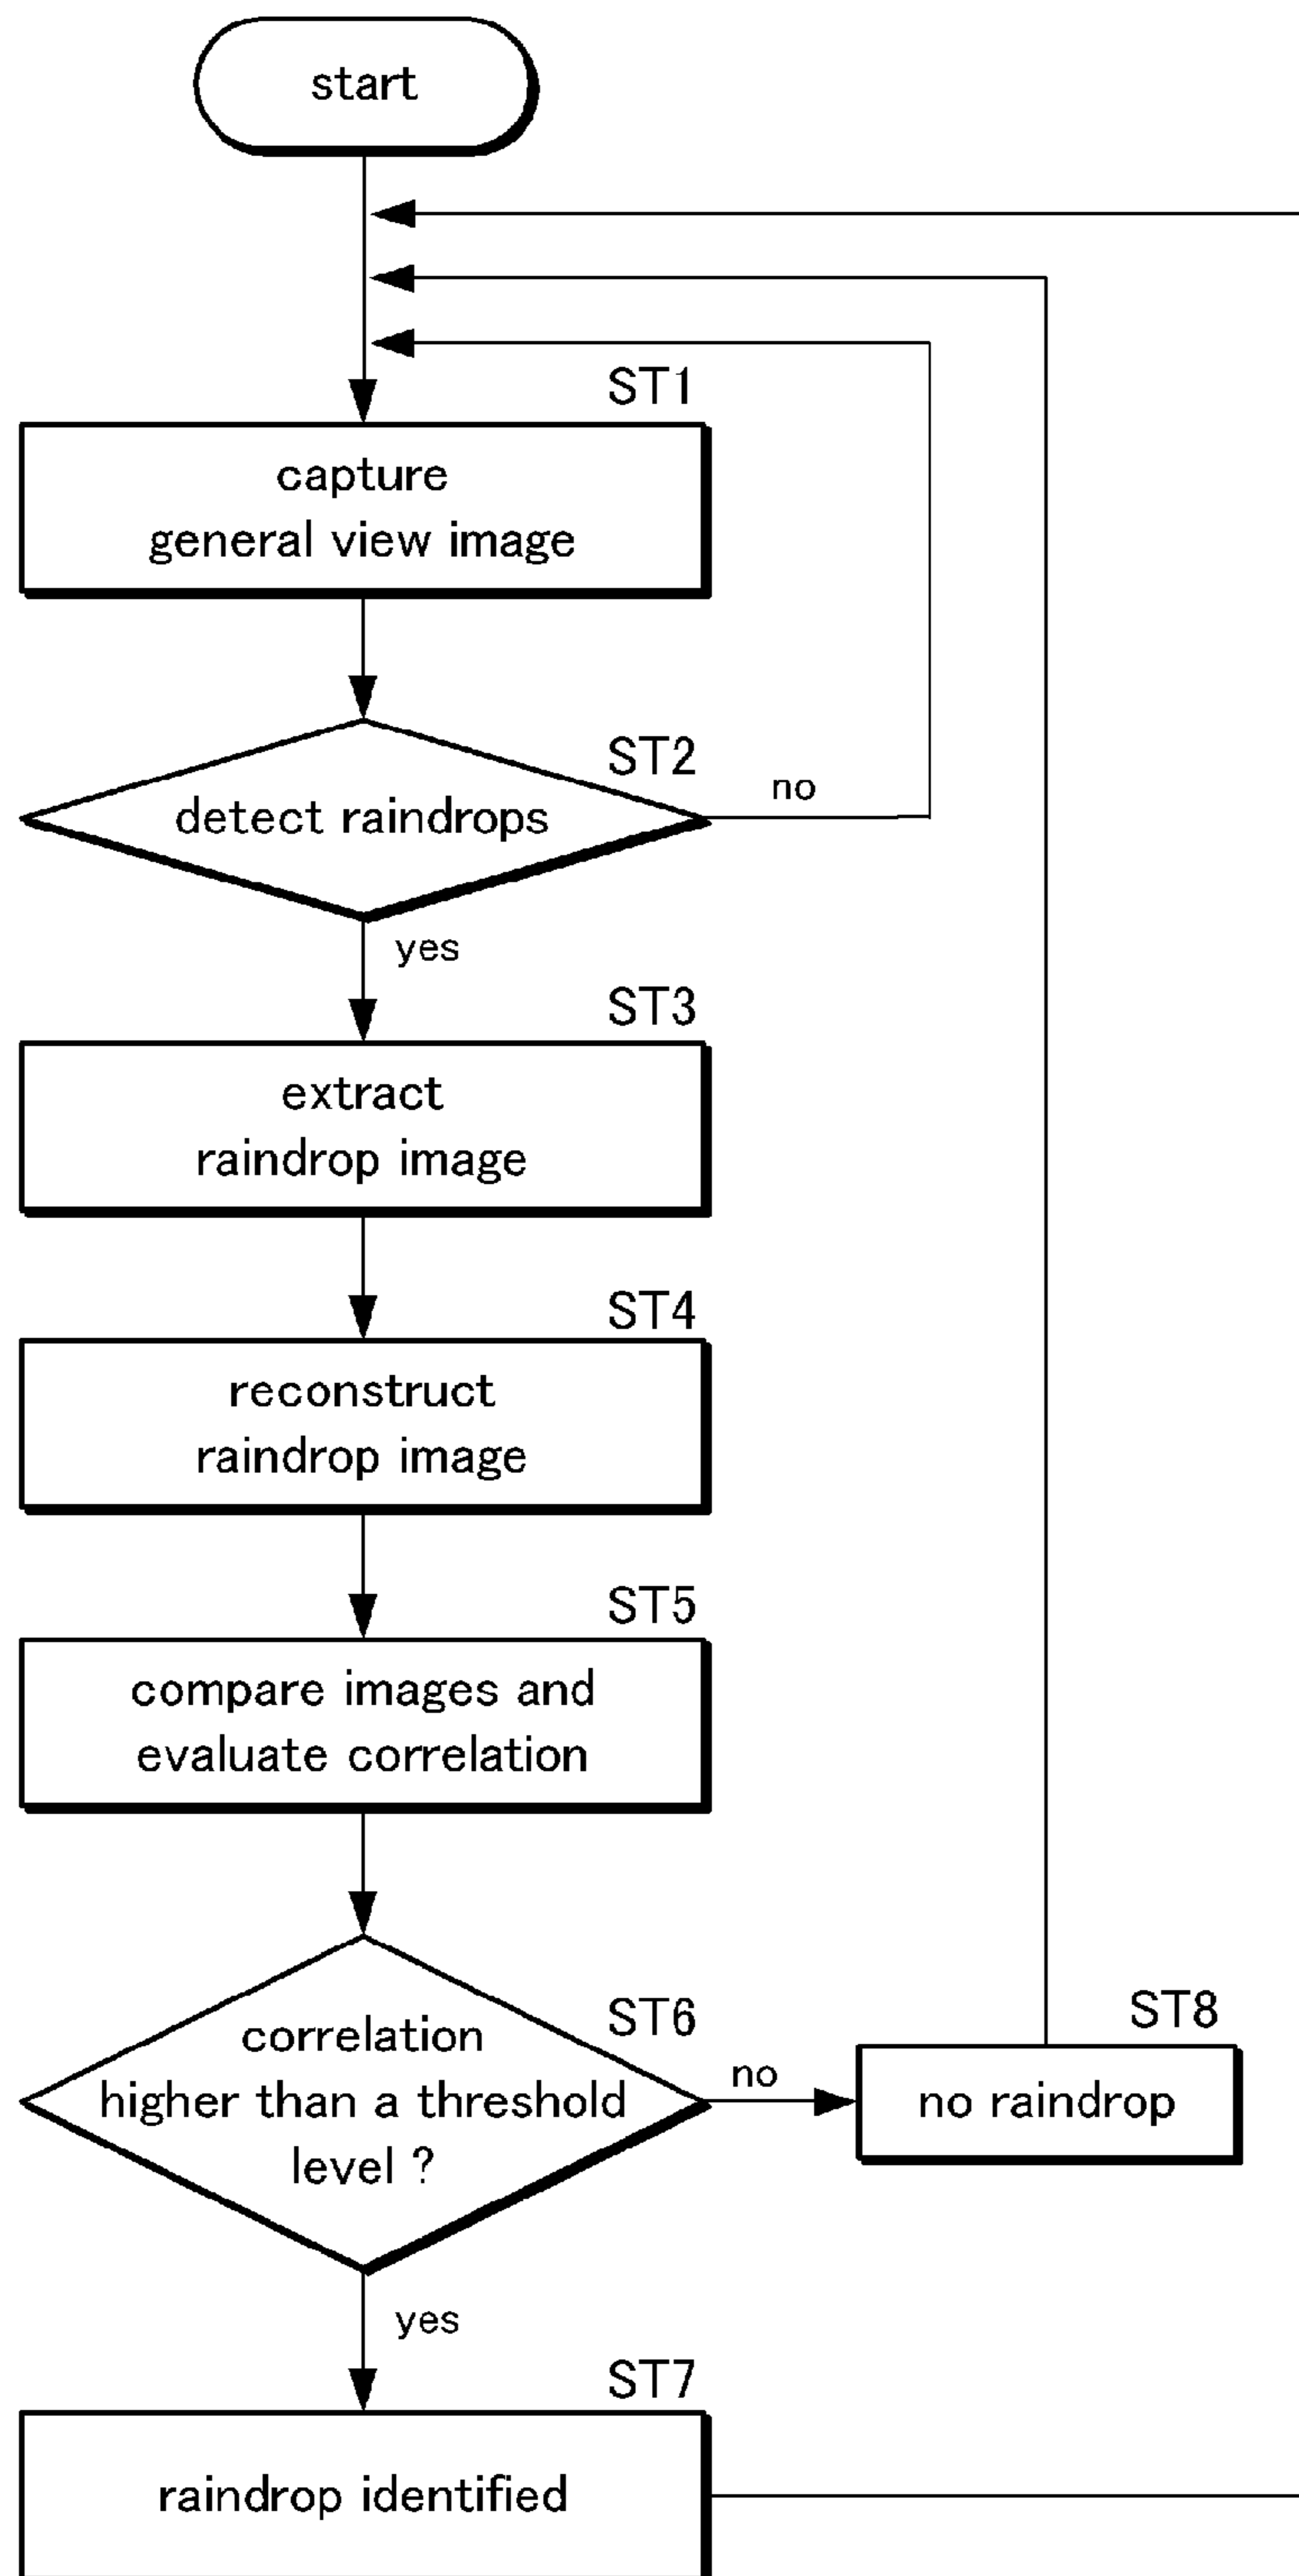 start
ST1
capture
general view image
ST2
detect raindrops
no
yes
ST3
extract
raindrop image
ST4
reconstruct
raindrop image
ST5
compare images and
evaluate correlation
ST6
correlation
higher than a threshold
level ?
no
ST8
no raindrop
yes
ST7
raindrop identified